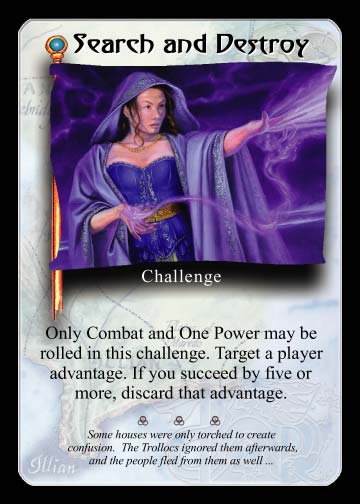 Search and Destroy
Challenge
Only Combat and One Power may be
rolled in this challenge. Target a player
advantage. If you succeed by five or
more, discard that advantage.
Some houses were only torched to create
confusion.  The Trollocs ignored them afterwards,
and the people fled from them as well ...
Illian